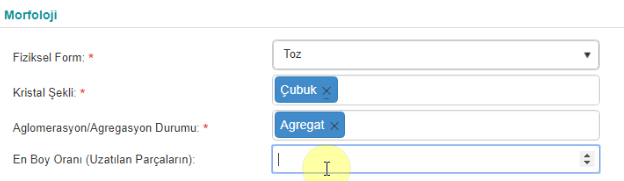 Morfoloji
Fiziksel Form: * Toz
Kristal Şekli: * Çubuk ×
Aglomerasyon/Agregasyon Durumu: * Agregat ×
En Boy Oranı (Uzatılan Parçaların):